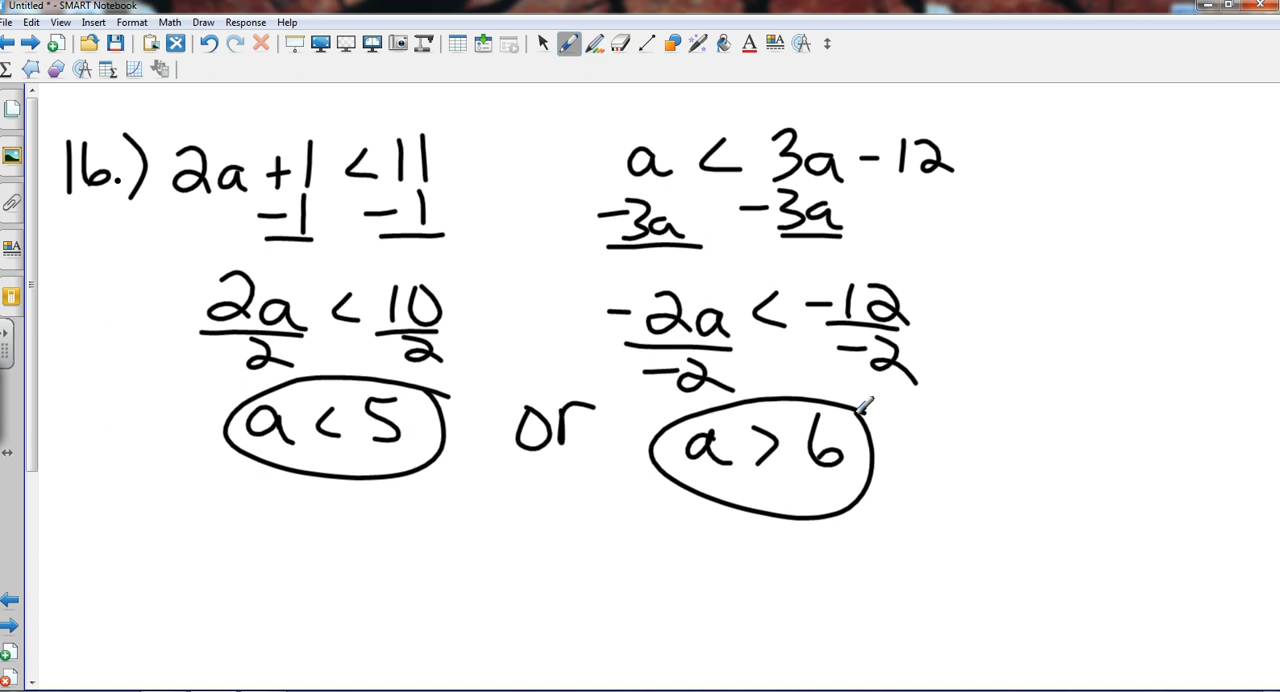 Untitled * - SMART Notebook
File Edit View Insert Format Math Draw Response Help
16.) 2a + 1 < 11
-1 -1
2a < 10
2 2
a < 5
or
a < 3a - 12
-3a -3a
-2a < -12
-2 -2
a > 6